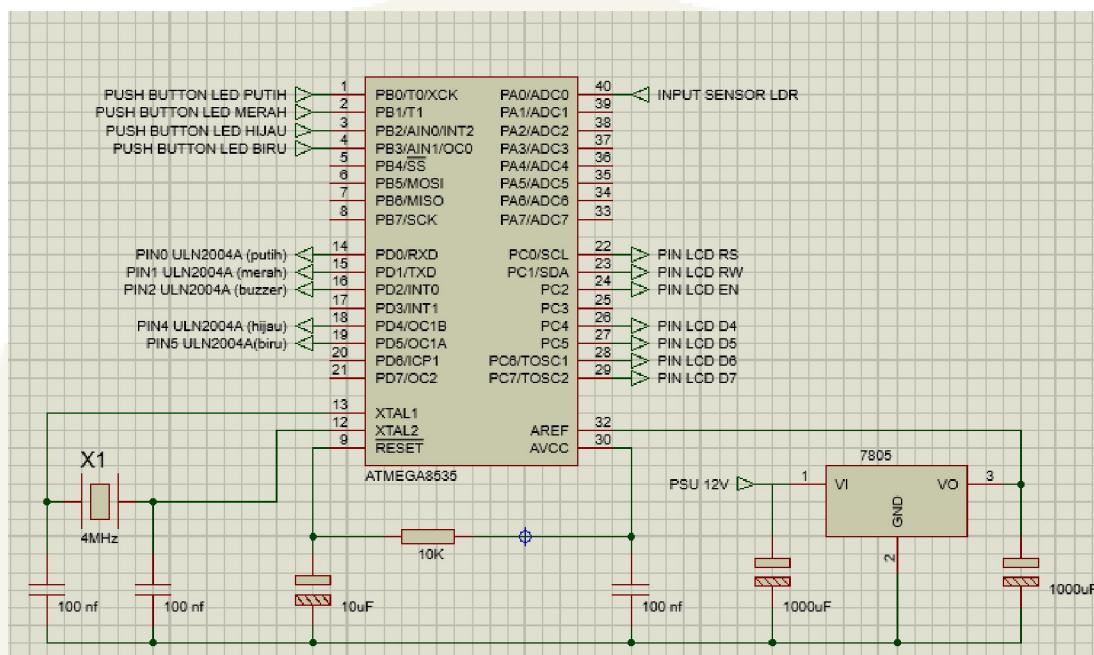 PUSH BUTTON LED PUTIH
PUSH BUTTON LED MERAH
PUSH BUTTON LED HIJAU
PUSH BUTTON LED BIRU
1 PB0/T0/XCK PA0/ADC0 40 INPUT SENSOR LDR
2 PB1/T1 PA1/ADC1 39
3 PB2/AIN0/INT2 PA2/ADC2 38
4 PB3/AIN1/OC0 PA3/ADC3 37
5 PB4/SS PA4/ADC4 36
6 PB5/MOSI PA5/ADC5 35
7 PB6/MISO PA6/ADC6 34
8 PB7/SCK PA7/ADC7 33
PIN0 ULN2004A (putih) 14 PD0/RXD PC0/SCL 22 PIN LCD RS
PIN1 ULN2004A (merah) 15 PD1/TXD PC1/SDA 23 PIN LCD RW
PIN2 ULN2004A (buzzer) 16 PD2/INT0 PC2 24 PIN LCD EN
17 PD3/INT1 PC3 25
PIN4 ULN2004A (hijau) 18 PD4/OC1B PC4 26 PIN LCD D4
PIN5 ULN2004A(biru) 19 PD5/OC1A PC5 27 PIN LCD D5
20 PD6/ICP1 PC6/TOSC1 28 PIN LCD D6
21 PD7/OC2 PC7/TOSC2 29 PIN LCD D7
13 XTAL1
12 XTAL2 AREF 32
9 RESET AVCC 30
ATMEGA8535
X1
4MHz
100 nf
100 nf
10uF
10K
100 nf
PSU 12V
7805
1 VI VO 3
GND
2
1000uF
1000uF